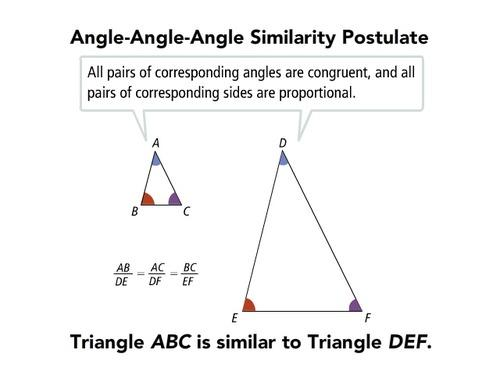 Angle-Angle-Angle Similarity Postulate
All pairs of corresponding angles are congruent, and all
pairs of corresponding sides are proportional.
A
D
B
C
AB/DE = AC/DF = BC/EF
E
F
Triangle ABC is similar to Triangle DEF.